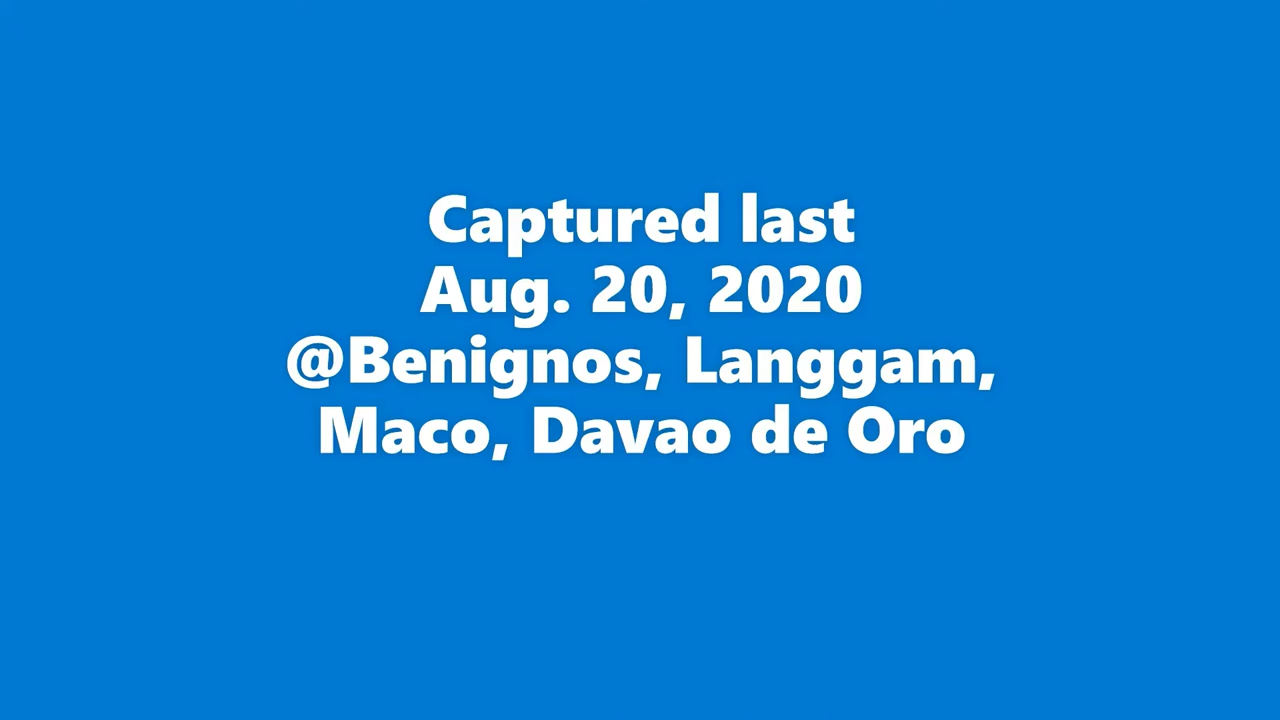 Captured last
Aug. 20, 2020
@Benignos, Langgam,
Maco, Davao de Oro